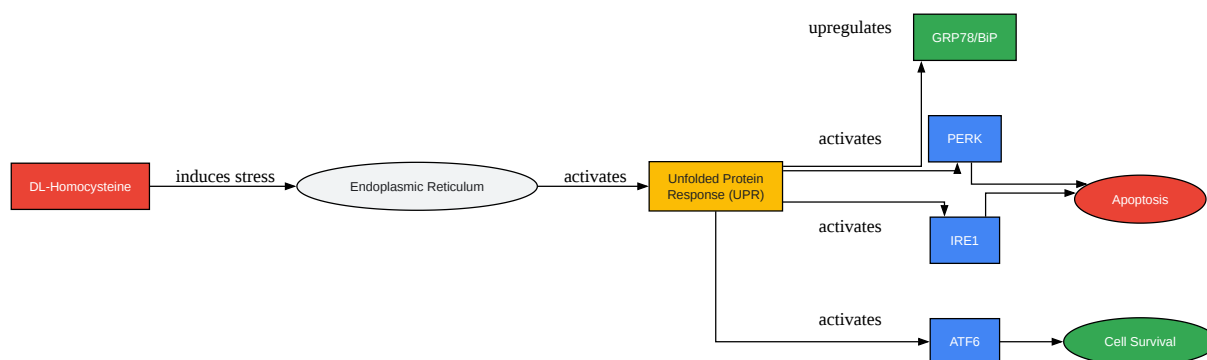 DL-Homocysteine
induces stress
Endoplasmic Reticulum
activates
Unfolded Protein
Response (UPR)
upregulates
GRP78/BiP
activates
PERK
activates
IRE1
Apoptosis
activates
ATF6
Cell Survival